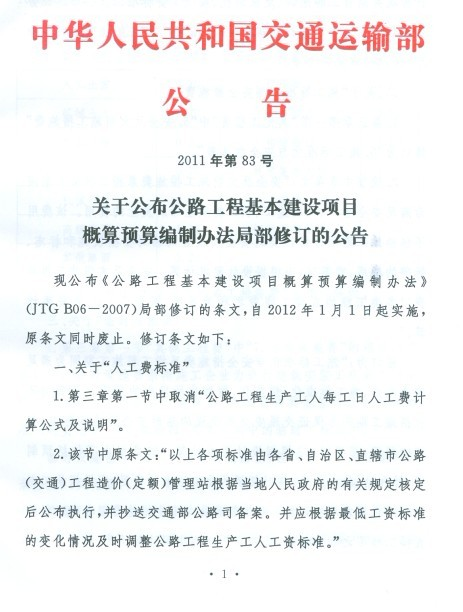 中华人民共和国交通运输部
公 告
2011 年第 83 号
关于公布公路工程基本建设项目
概算预算编制办法局部修订的公告
现公布《公路工程基本建设项目概算预算编制办法》
(JTG B06—2007)局部修订的条文,自 2012 年 1 月 1 日起实施,
原条文同时废止。修订条文如下:
一、关于“人工费标准”
1.第三章第一节中取消“公路工程生产工人每工日人工费计
算公式及说明”。
2.该节中原条文:“以上各项标准由各省、自治区、直辖市公路
(交通)工程造价(定额)管理站根据当地人民政府的有关规定核定
后公布执行,并抄送交通部公路司备案。并应根据最低工资标准
的变化情况及时调整公路工程生产工人工资标准。”
· 1 ·